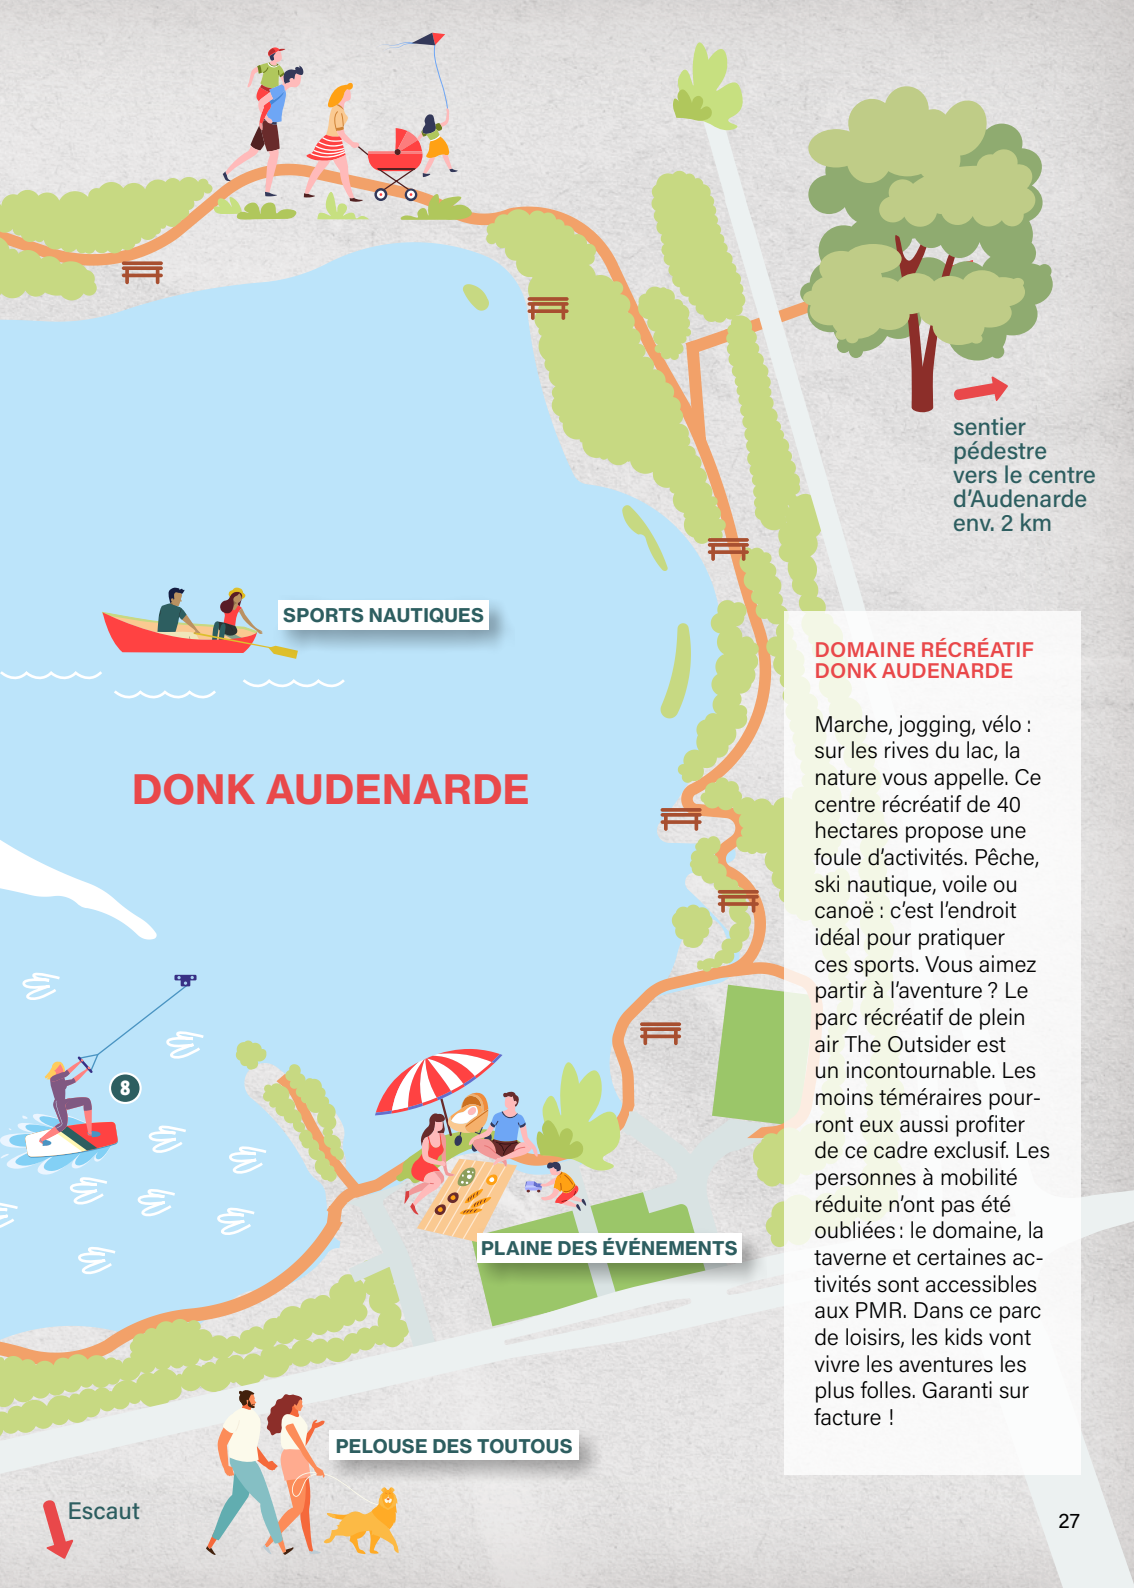 sentier
pédestre
vers le centre
d'Audenarde
env. 2 km
SPORTS NAUTIQUES
DONK AUDENARDE
8
PLAINE DES ÉVÉNEMENTS
PELOUSE DES TOUTOUS
Escaut
DOMAINE RÉCRÉATIF
DONK AUDENARDE
Marche, jogging, vélo :
sur les rives du lac, la
nature vous appelle. Ce
centre récréatif de 40
hectares propose une
foule d'activités. Pêche,
ski nautique, voile ou
canoë : c'est l'endroit
idéal pour pratiquer
ces sports. Vous aimez
partir à l'aventure ? Le
parc récréatif de plein
air The Outsider est
un incontournable. Les
moins téméraires pour-
ront eux aussi profiter
de ce cadre exclusif. Les
personnes à mobilité
réduite n'ont pas été
oubliées : le domaine, la
taverne et certaines ac-
tivités sont accessibles
aux PMR. Dans ce parc
de loisirs, les kids vont
vivre les aventures les
plus folles. Garanti sur
facture !
27